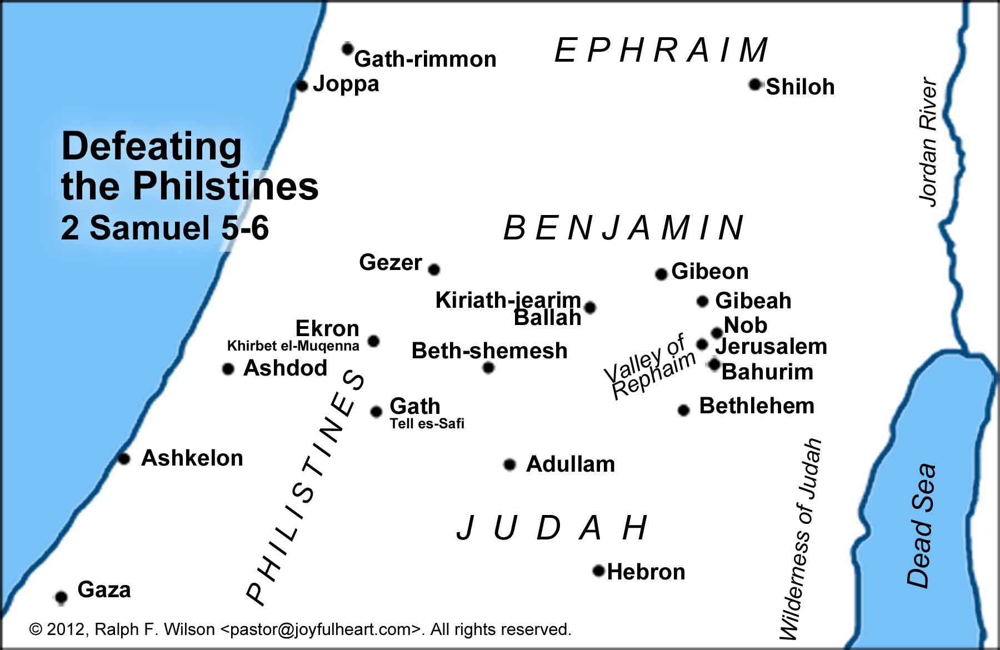 EPHRAIM
Gath-rimmon
Joppa
Shiloh
Jordan River
Defeating
the Philstines
2 Samuel 5-6
BENJAMIN
Gezer
Gibeon
Kiriath-jearim
Ballah
Gibeah
Ekron
Khirbet el-Muqenna
Nob
Jerusalem
Beth-shemesh
Valley of
Rephaim
Ashdod
Bahurim
Gath
Tell es-Safi
Bethlehem
PHILISTINES
Ashkelon
Adullam
Wilderness of Judah
Dead Sea
JUDAH
Hebron
Gaza
© 2012, Ralph F. Wilson <pastor@joyfulheart.com>. All rights reserved.